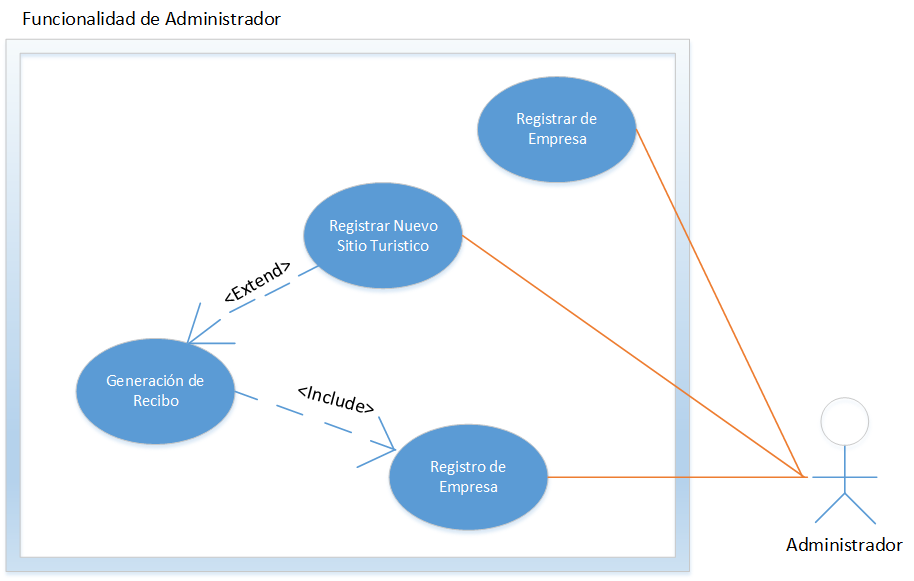 Funcionalidad de Administrador
Registrar de
Empresa
Registrar Nuevo
Sitio Turistico
<Extend>
Generación de
Recibo
<Include>
Registro de
Empresa
Administrador